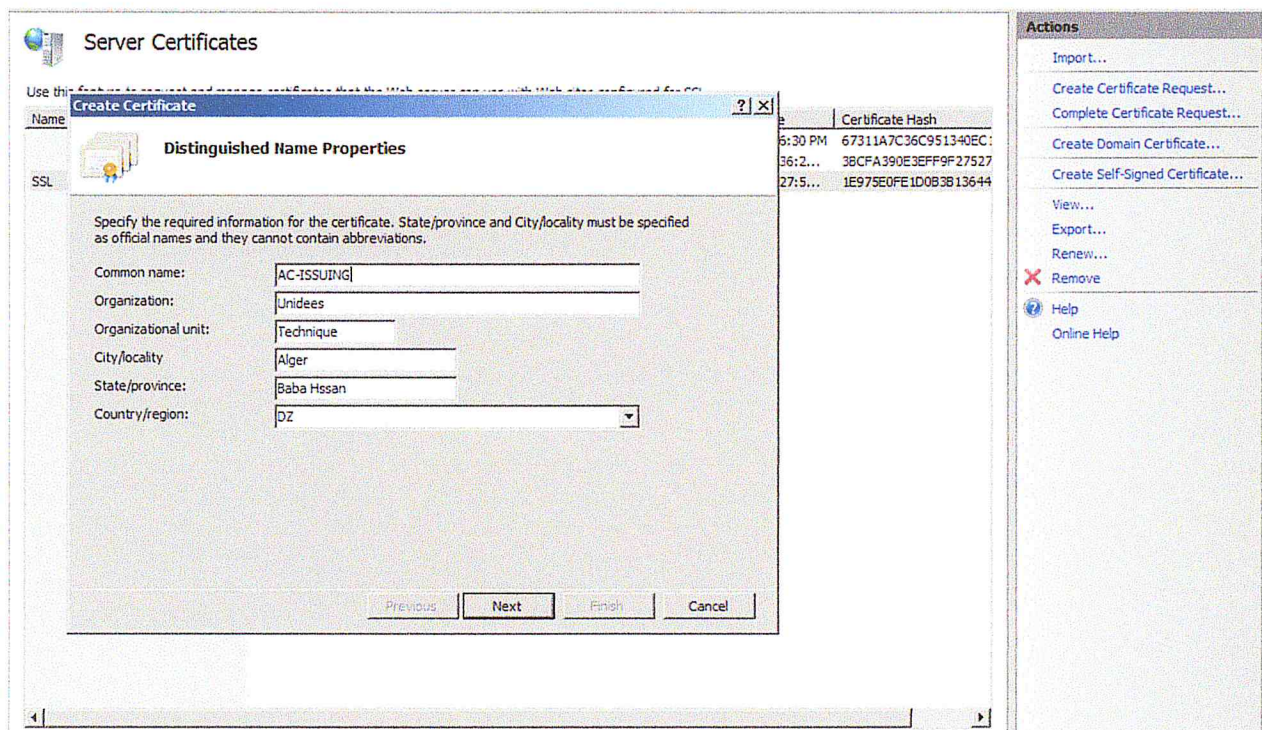 Server Certificates
Name
SSL
Create Certificate
Distinguished Name Properties
Specify the required information for the certificate. State/province and City/locality must be specified
as official names and they cannot contain abbreviations.
Common name: AC-ISSUING
Organization: Unidees
Organizational unit: Technique
City/locality Alger
State/province: Baba Hssan
Country/region: DZ
Previous Next Finish Cancel
Certificate Hash
6:30 PM 67311A7C36C951340EC
36:2... 3BCFA390E3EFF9F27527
27:5... 1E975E0FE1D0B3B13644
Actions
Import...
Create Certificate Request...
Complete Certificate Request...
Create Domain Certificate...
Create Self-Signed Certificate...
View...
Export...
Renew...
Remove
Help
Online Help